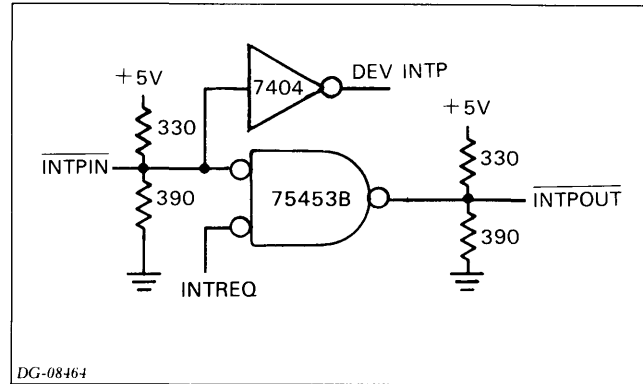 +5V
7404
DEV INTP
+5V
330
330
INTPIN
390
75453B
INTPOUT
390
INTREQ
DG-08464